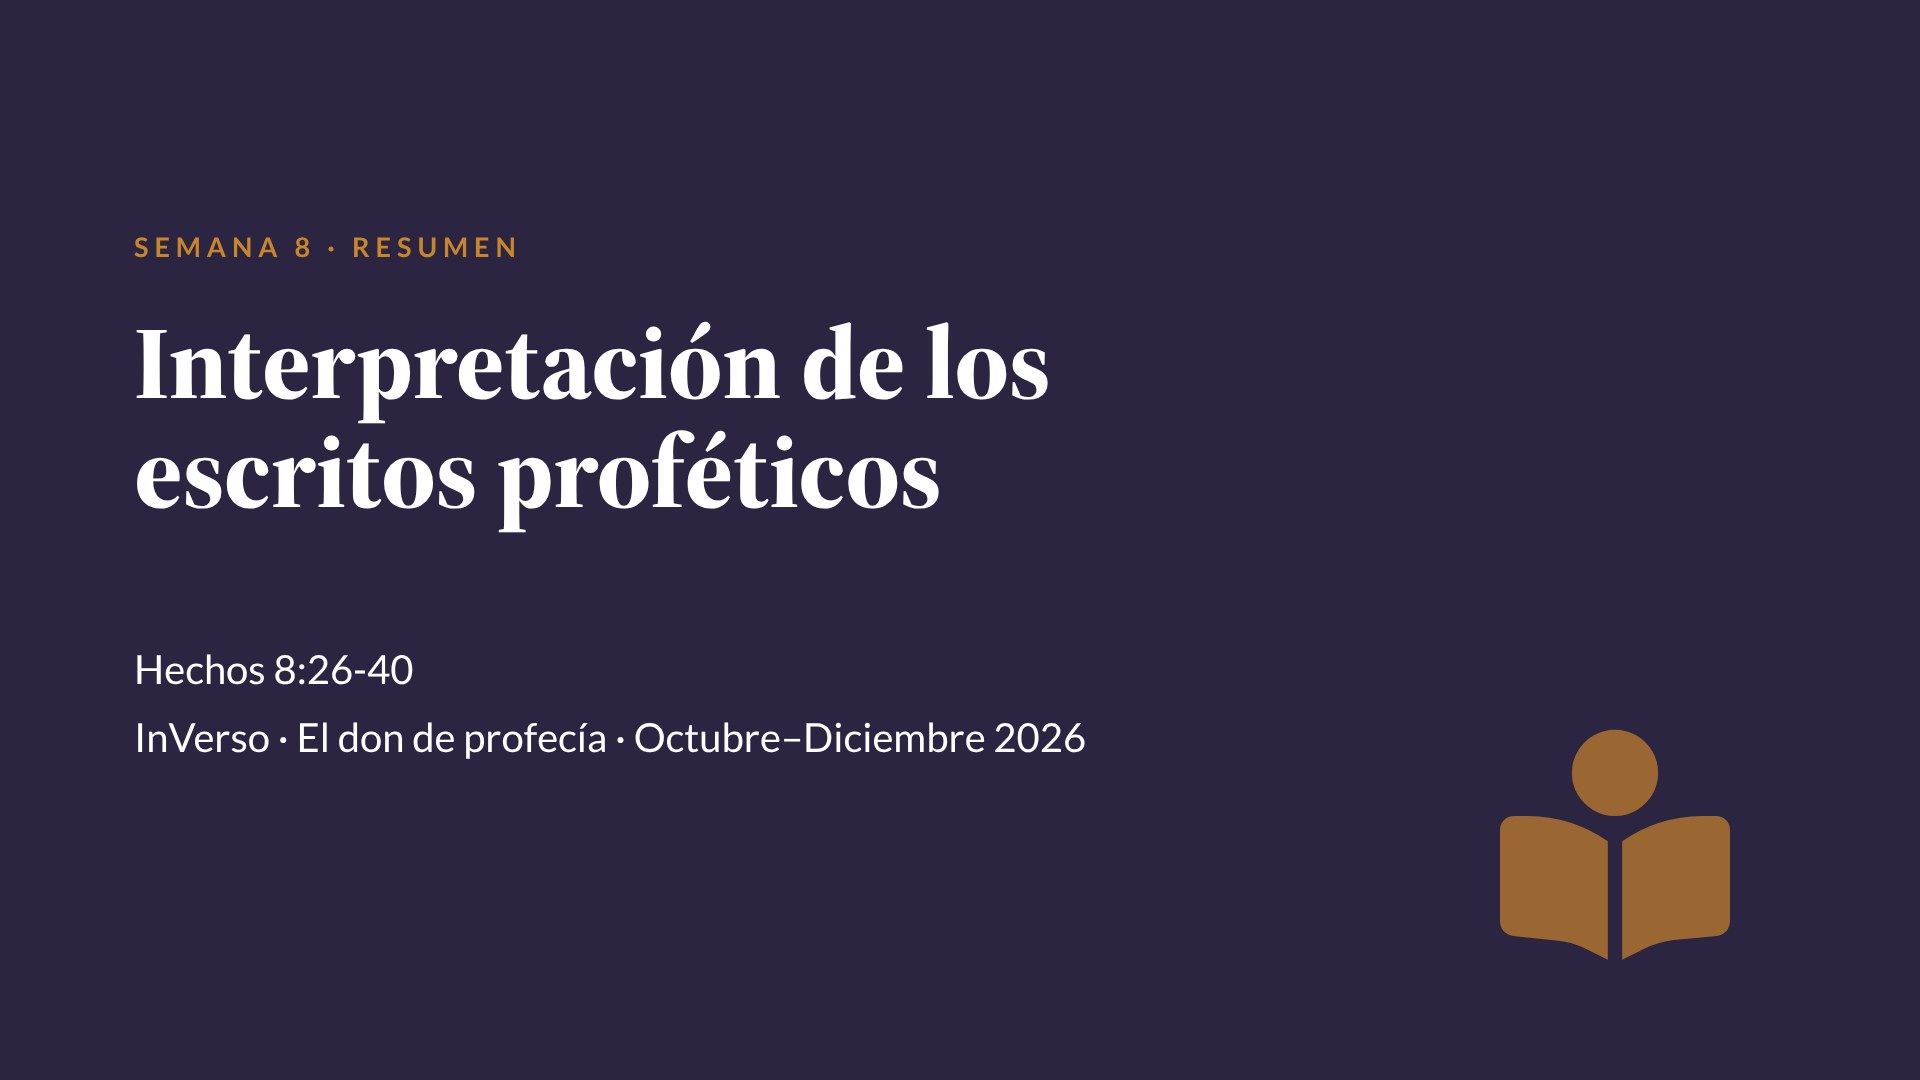 SEMANA 8 · RESUMEN
Interpretación de los
escritos proféticos
Hechos 8:26-40
InVerso · El don de profecía · Octubre–Diciembre 2026